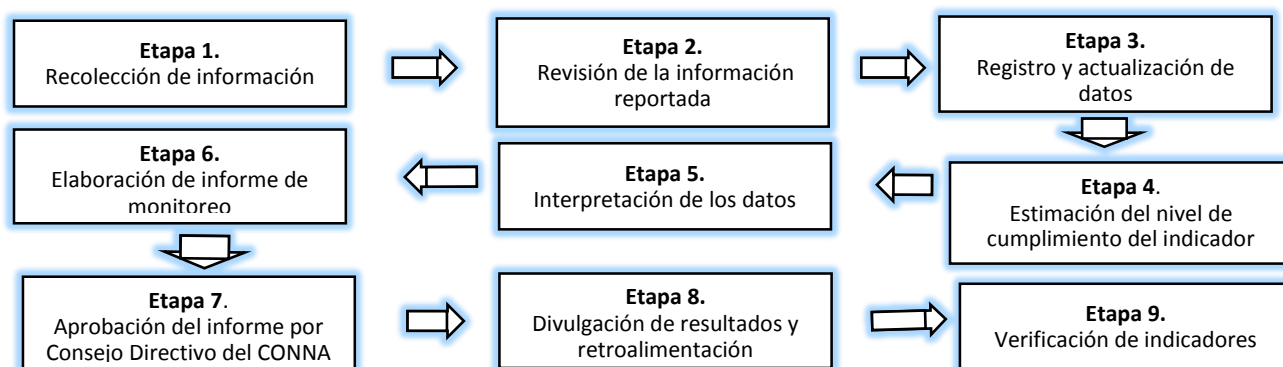 Etapa 1.
Recolección de información
Etapa 2.
Revisión de la información
reportada
Etapa 3.
Registro y actualización de
datos
Etapa 4.
Estimación del nivel de
cumplimiento del indicador
Etapa 5.
Interpretación de los datos
Etapa 6.
Elaboración de informe de
monitoreo
Etapa 7.
Aprobación del informe por
Consejo Directivo del CONNA
Etapa 8.
Divulgación de resultados y
retroalimentación
Etapa 9.
Verificación de indicadores